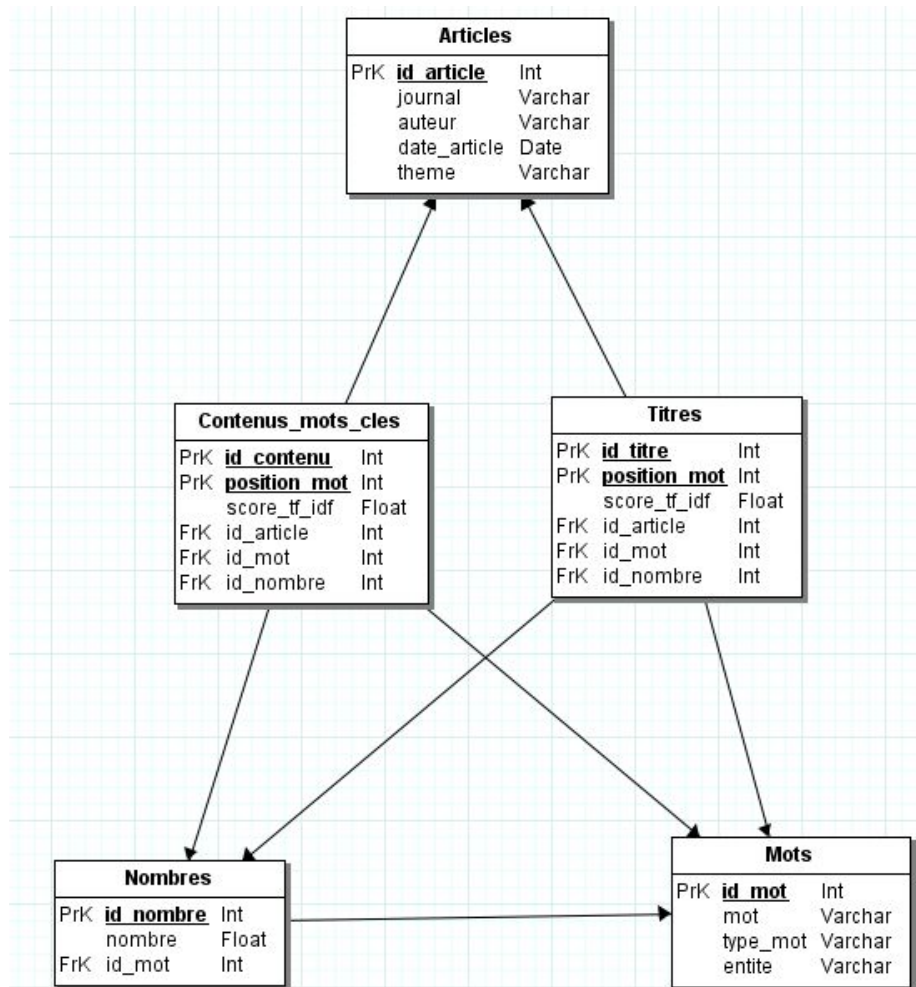 Articles
PrK id_article Int
journal Varchar
auteur Varchar
date_article Date
theme Varchar
Contenus_mots_cles
PrK id_contenu Int
PrK position_mot Int
score_tf_idf Float
FrK id_article Int
FrK id_mot Int
FrK id_nombre Int
Titres
PrK id_titre Int
PrK position_mot Int
score_tf_idf Float
FrK id_article Int
FrK id_mot Int
FrK id_nombre Int
Nombres
PrK id_nombre Int
nombre Float
FrK id_mot Int
Mots
PrK id_mot Int
mot Varchar
type_mot Varchar
entite Varchar